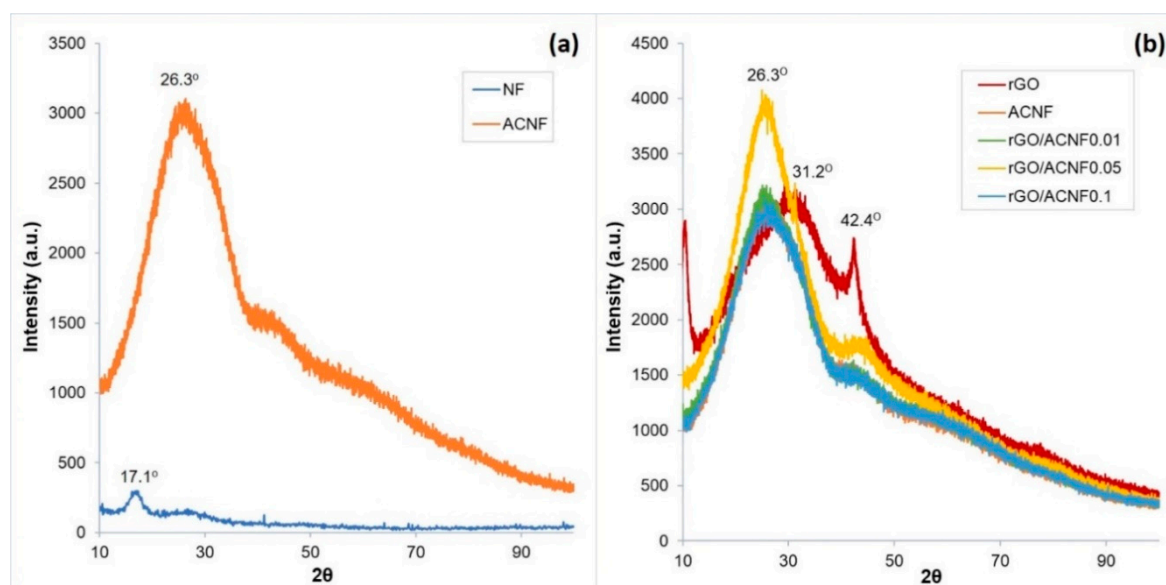 (a)
3500
3000
2500
2000
1500
1000
500
0
Intensity (a.u.)
26.3°
17.1°
NF
ACNF
10 30 50 70 90
2θ
(b)
4500
4000
3500
3000
2500
2000
1500
1000
500
0
Intensity (a.u.)
26.3°
31.2°
42.4°
rGO
ACNF
rGO/ACNF0.01
rGO/ACNF0.05
rGO/ACNF0.1
10 30 50 70 90
2θ